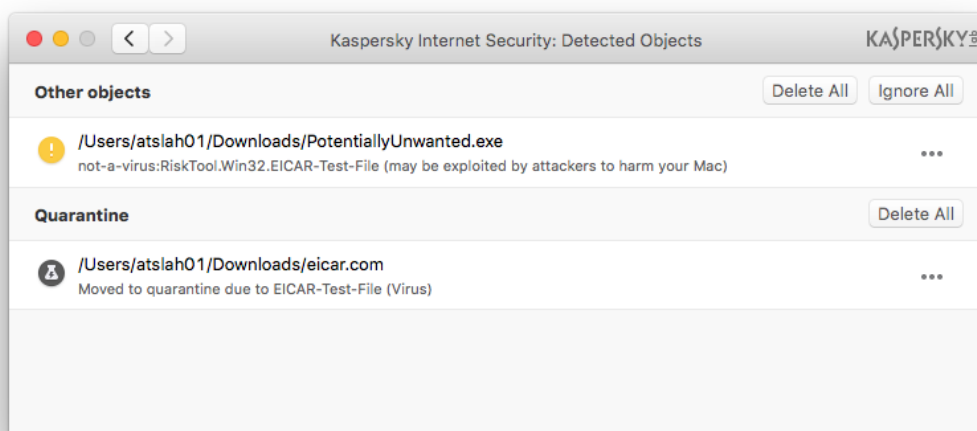 Kaspersky Internet Security: Detected Objects
KASPERSKY
Other objects
Delete All
Ignore All
/Users/atslah01/Downloads/PotentiallyUnwanted.exe
not-a-virus:RiskTool.Win32.EICAR-Test-File (may be exploited by attackers to harm your Mac)
Quarantine
Delete All
/Users/atslah01/Downloads/eicar.com
Moved to quarantine due to EICAR-Test-File (Virus)